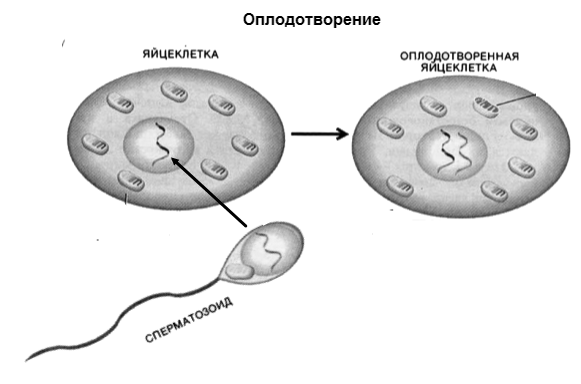 Оплодотворение
ЯЙЦЕКЛЕТКА
ОПЛОДОТВОРЕННАЯ
ЯЙЦЕКЛЕТКА
СПЕРМАТОЗОИД